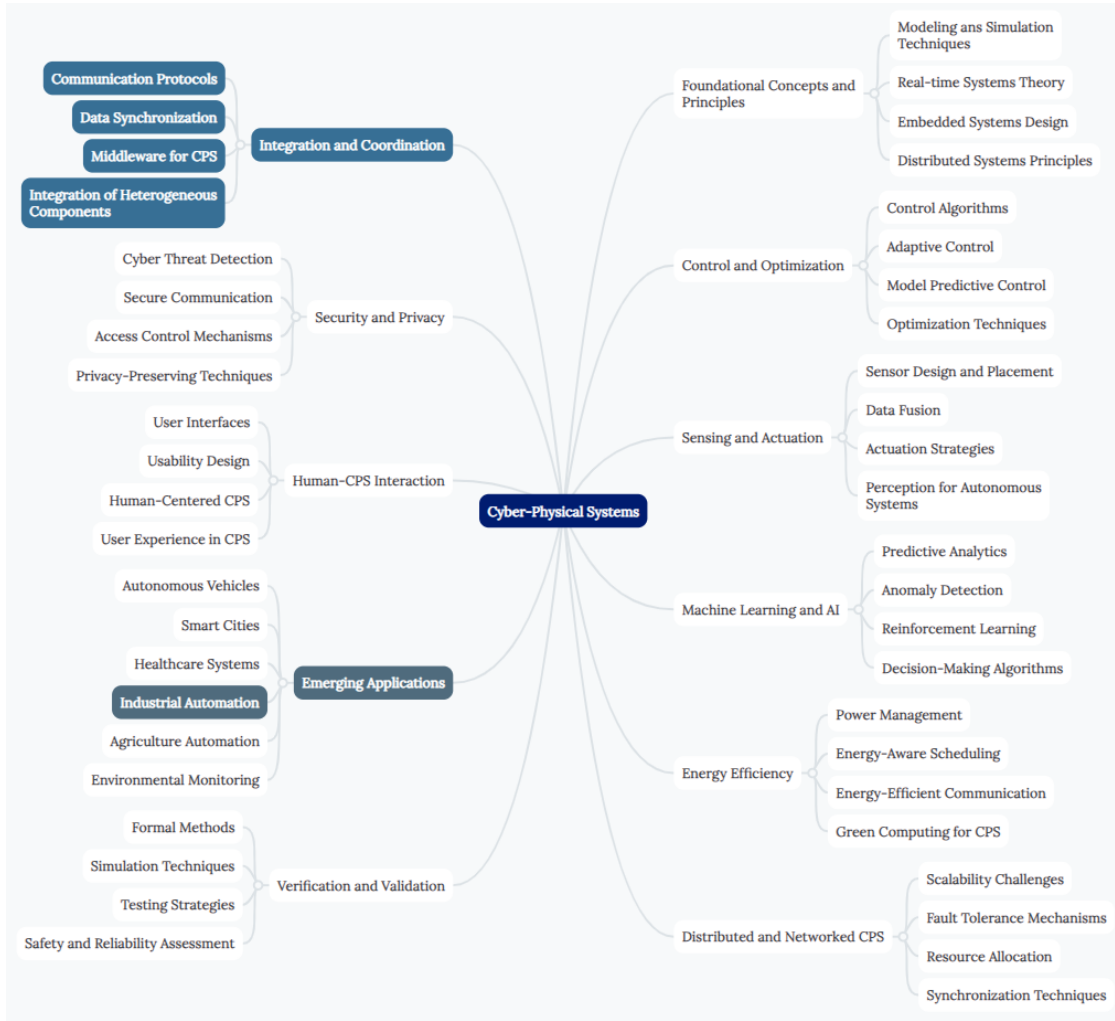 Communication Protocols
Data Synchronization
Middleware for CPS
Integration of Heterogeneous
Components
Integration and Coordination
Cyber Threat Detection
Secure Communication
Access Control Mechanisms
Privacy-Preserving Techniques
Security and Privacy
User Interfaces
Usability Design
Human-Centered CPS
User Experience in CPS
Human-CPS Interaction
Autonomous Vehicles
Smart Cities
Healthcare Systems
Industrial Automation
Agriculture Automation
Environmental Monitoring
Emerging Applications
Formal Methods
Simulation Techniques
Testing Strategies
Safety and Reliability Assessment
Verification and Validation
Cyber-Physical Systems
Foundational Concepts and
Principles
Modeling ans Simulation
Techniques
Real-time Systems Theory
Embedded Systems Design
Distributed Systems Principles
Control and Optimization
Control Algorithms
Adaptive Control
Model Predictive Control
Optimization Techniques
Sensing and Actuation
Sensor Design and Placement
Data Fusion
Actuation Strategies
Perception for Autonomous
Systems
Machine Learning and AI
Predictive Analytics
Anomaly Detection
Reinforcement Learning
Decision-Making Algorithms
Energy Efficiency
Power Management
Energy-Aware Scheduling
Energy-Efficient Communication
Green Computing for CPS
Distributed and Networked CPS
Scalability Challenges
Fault Tolerance Mechanisms
Resource Allocation
Synchronization Techniques